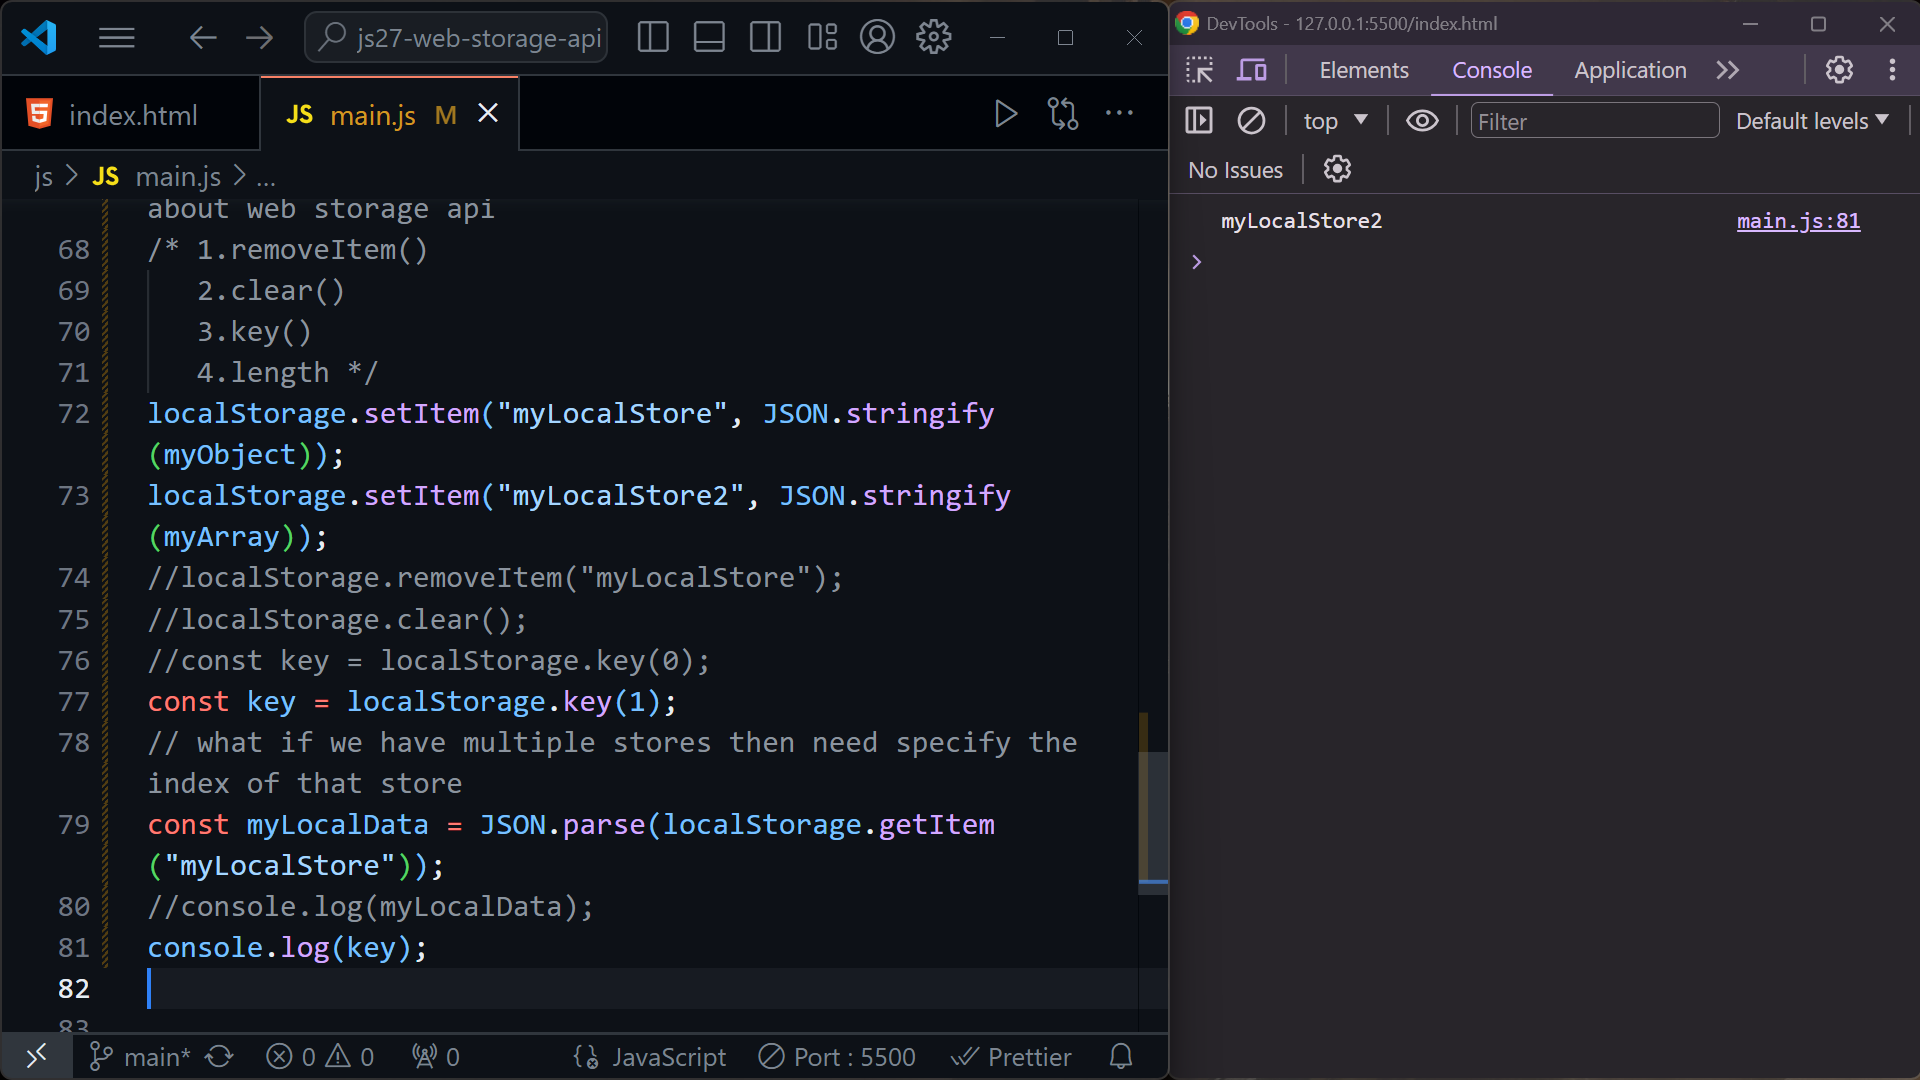 js27-web-storage-api
index.html
JS main.js M
js > JS main.js > ...
about web storage api
68 /* 1.removeItem()
69 2.clear()
70 3.key()
71 4.length */
72 localStorage.setItem("myLocalStore", JSON.stringify
(myObject));
73 localStorage.setItem("myLocalStore2", JSON.stringify
(myArray));
74 //localStorage.removeItem("myLocalStore");
75 //localStorage.clear();
76 //const key = localStorage.key(0);
77 const key = localStorage.key(1);
78 // what if we have multiple stores then need specify the
index of that store
79 const myLocalData = JSON.parse(localStorage.getItem
("myLocalStore"));
80 //console.log(myLocalData);
81 console.log(key);
82
83
main* 0 0 0 JavaScript Port : 5500 Prettier
DevTools - 127.0.0.1:5500/index.html
Elements Console Application
top Filter Default levels
No Issues
myLocalStore2 main.js:81